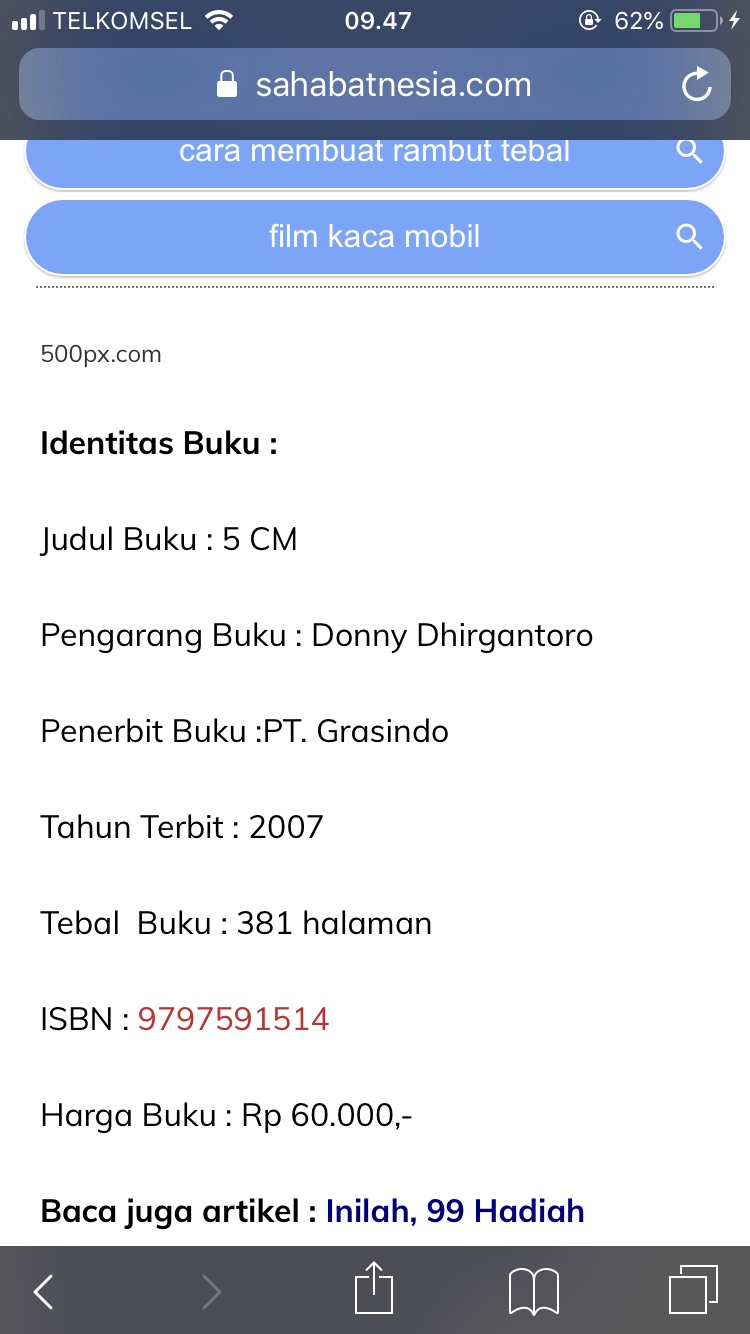 TELKOMSEL 09.47 62%
sahabatnesia.com
cara membuat rambut tebal
film kaca mobil
500px.com
Identitas Buku :
Judul Buku : 5 CM
Pengarang Buku : Donny Dhirgantoro
Penerbit Buku :PT. Grasindo
Tahun Terbit : 2007
Tebal  Buku : 381 halaman
ISBN : 9797591514
Harga Buku : Rp 60.000,-
Baca juga artikel : Inilah, 99 Hadiah